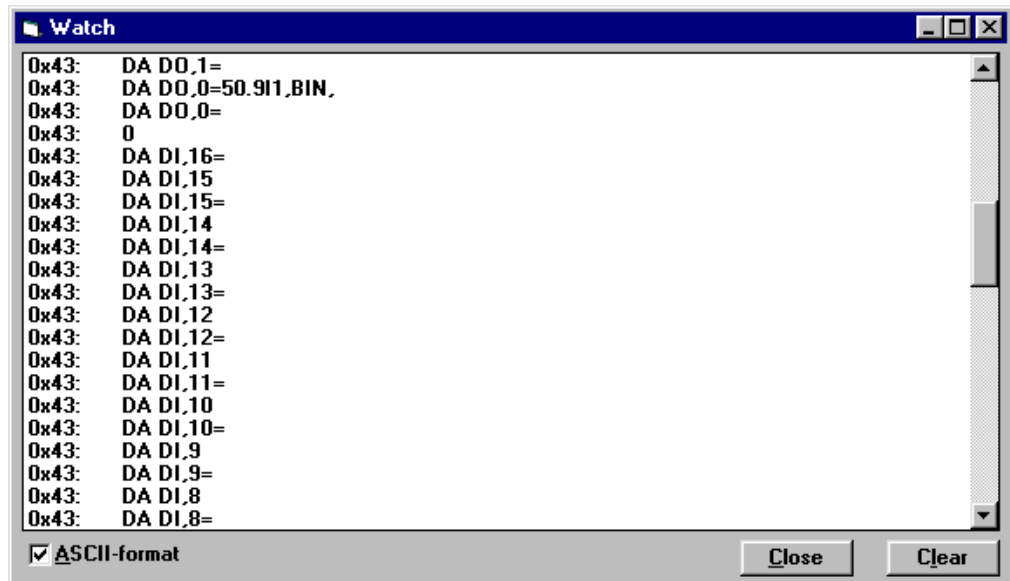 Watch
0x43: DA DO,1=
0x43: DA DO,0=50.9I1,BIN,
0x43: DA DO,0=
0x43: 0
0x43: DA DI,16=
0x43: DA DI,15
0x43: DA DI,15=
0x43: DA DI,14
0x43: DA DI,14=
0x43: DA DI,13
0x43: DA DI,13=
0x43: DA DI,12
0x43: DA DI,12=
0x43: DA DI,11
0x43: DA DI,11=
0x43: DA DI,10
0x43: DA DI,10=
0x43: DA DI,9
0x43: DA DI,9=
0x43: DA DI,8
0x43: DA DI,8=
ASCII-format Close Clear